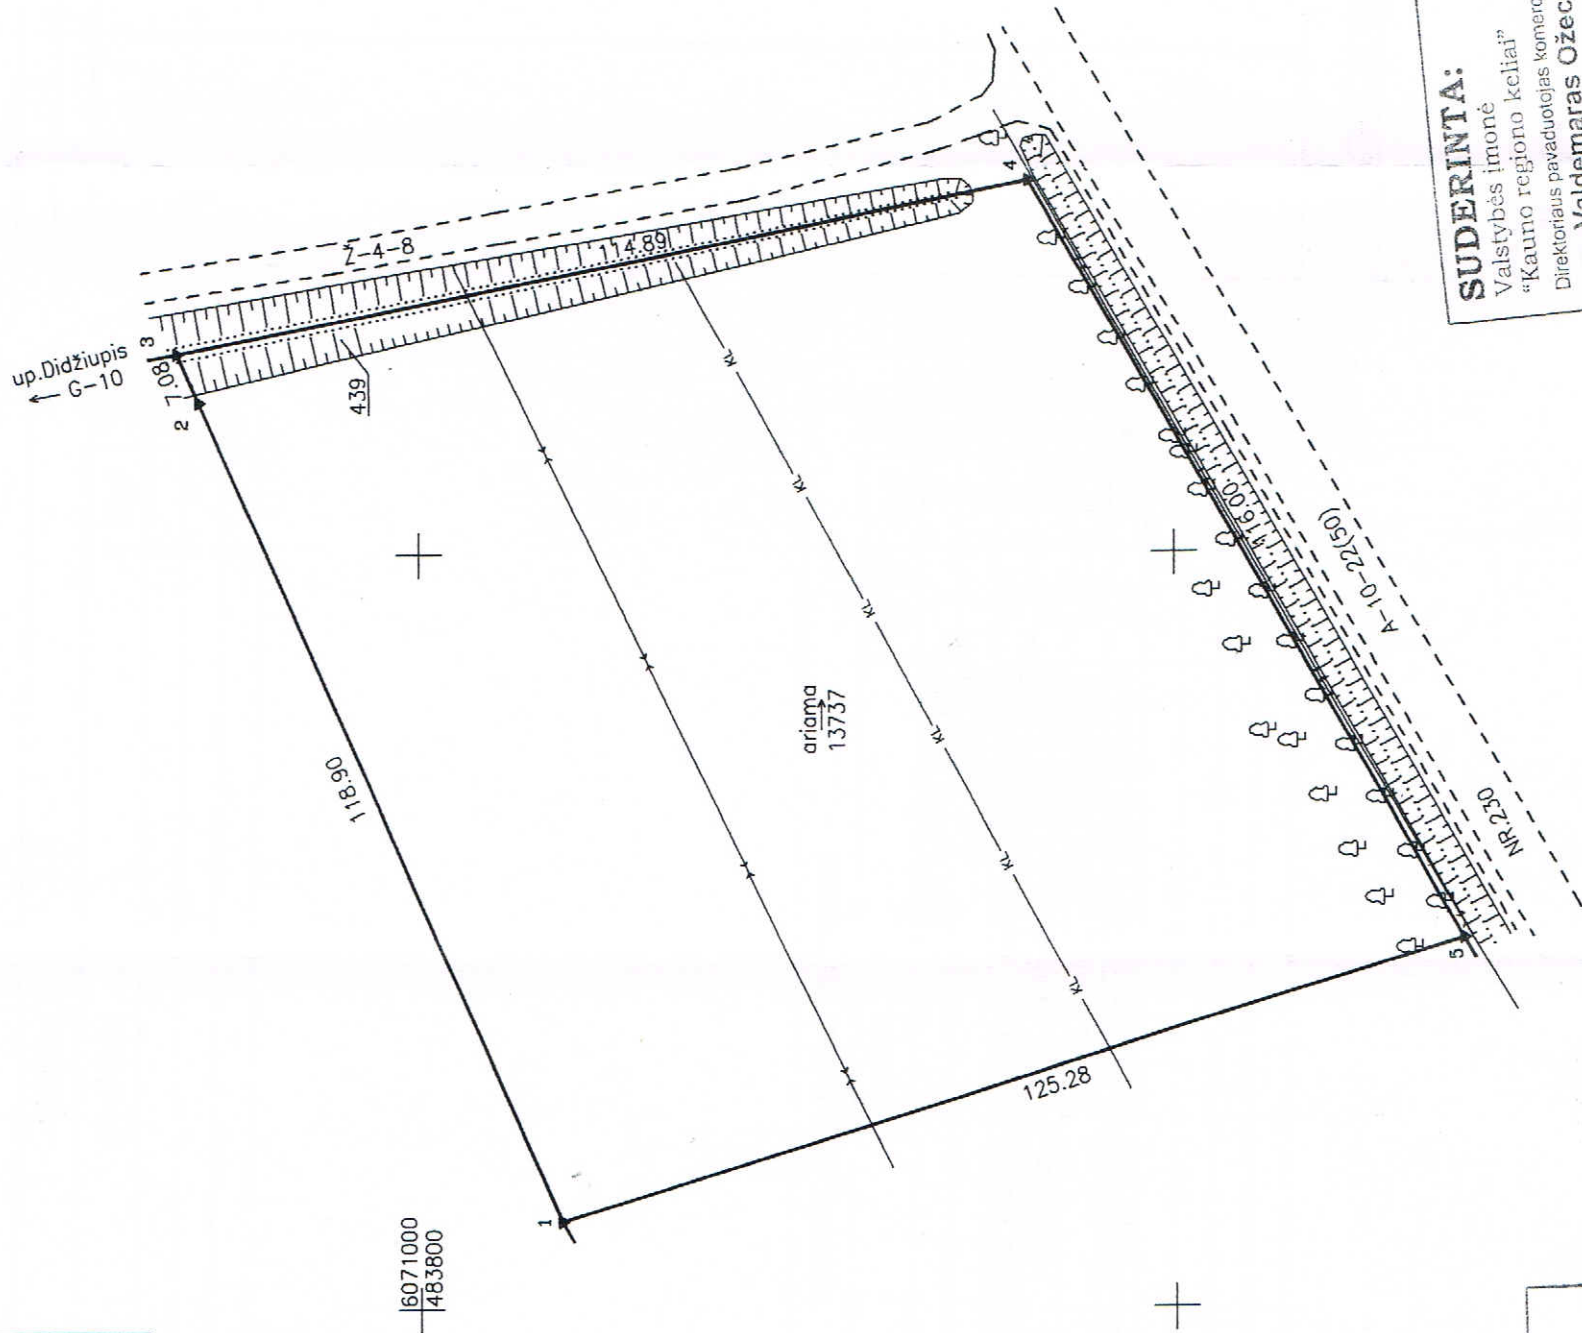 up.Didžiupis
← G-10
3
7.08
2
Ž-4-8
114.89
439
4
118.90
KL
KL
KL
KL
KL
KL
ariama
13737
116.00
A-10-22(50)
NR.230
5
125.28
1
6071000
483800
SUDERINTA:
Valstybės įmonė
“Kauno regiono keliai”
Direktoriaus pavaduotojas
Valdemaras